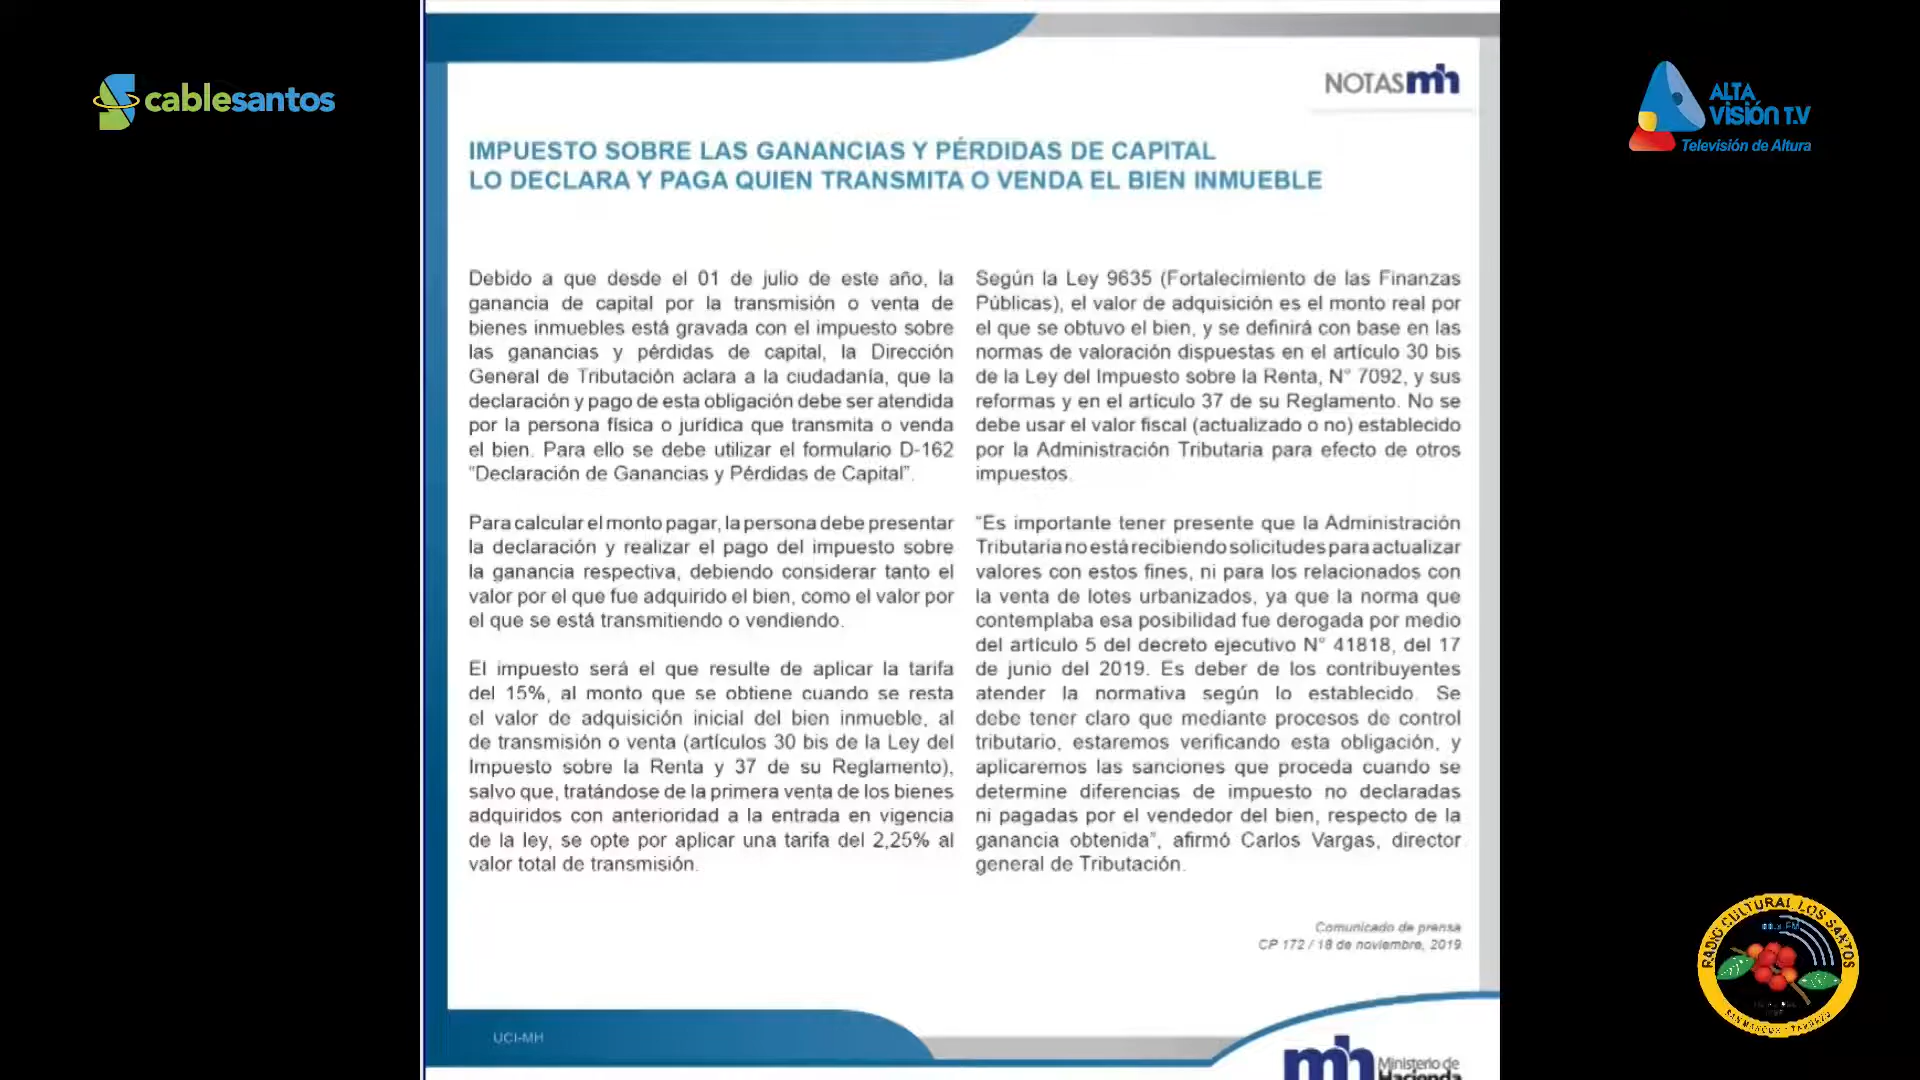 cablesantos
ALTA
VISIÓN T.V
Televisión de Altura
NOTAS mh
IMPUESTO SOBRE LAS GANANCIAS Y PÉRDIDAS DE CAPITAL
LO DECLARA Y PAGA QUIEN TRANSMITA O VENDA EL BIEN INMUEBLE
Debido a que desde el 01 de julio de este año, la
ganancia de capital por la transmisión o venta de
bienes inmuebles está gravada con el impuesto sobre
las ganancias y pérdidas de capital, la Dirección
General de Tributación aclara a la ciudadanía, que la
declaración y pago de esta obligación debe ser atendida
por la persona física o jurídica que transmita o venda
el bien. Para ello se debe utilizar el formulario D-162
"Declaración de Ganancias y Pérdidas de Capital".
Para calcular el monto pagar, la persona debe presentar
la declaración y realizar el pago del impuesto sobre
la ganancia respectiva, debiendo considerar tanto el
valor por el que fue adquirido el bien, como el valor por
el que se está transmitiendo o vendiendo.
El impuesto será el que resulte de aplicar la tarifa
del 15%, al monto que se obtiene cuando se resta
el valor de adquisición inicial del bien inmueble, al
de transmisión o venta (artículos 30 bis de la Ley del
Impuesto sobre la Renta y 37 de su Reglamento),
salvo que, tratándose de la primera venta de los bienes
adquiridos con anterioridad a la entrada en vigencia
de la ley, se opte por aplicar una tarifa del 2,25% al
valor total de transmisión.
Según la Ley 9635 (Fortalecimiento de las Finanzas
Públicas), el valor de adquisición es el monto real por
el que se obtuvo el bien, y se definirá con base en las
normas de valoración dispuestas en el artículo 30 bis
de la Ley del Impuesto sobre la Renta, N° 7092, y sus
reformas y en el artículo 37 de su Reglamento. No se
debe usar el valor fiscal (actualizado o no) establecido
por la Administración Tributaria para efecto de otros
impuestos.
"Es importante tener presente que la Administración
Tributaria no está recibiendo solicitudes para actualizar
valores con estos fines, ni para los relacionados con
la venta de lotes urbanizados, ya que la norma que
contemplaba esa posibilidad fue derogada por medio
del artículo 5 del decreto ejecutivo N° 41818, del 17
de junio del 2019. Es deber de los contribuyentes
atender la normativa según lo establecido. Se
debe tener claro que mediante procesos de control
tributario, estaremos verificando esta obligación, y
aplicaremos las sanciones que proceda cuando se
determine diferencias de impuesto no declaradas
ni pagadas por el vendedor del bien, respecto de la
ganancia obtenida", afirmó Carlos Vargas, director
general de Tributación.
Comunicado de prensa
CP 172 / 18 de noviembre, 2019
UCI-MH
mh Ministerio de
Hacienda
RADIO CULTURAL LOS SANTOS
SAN MARCOS - TARRAZÚ